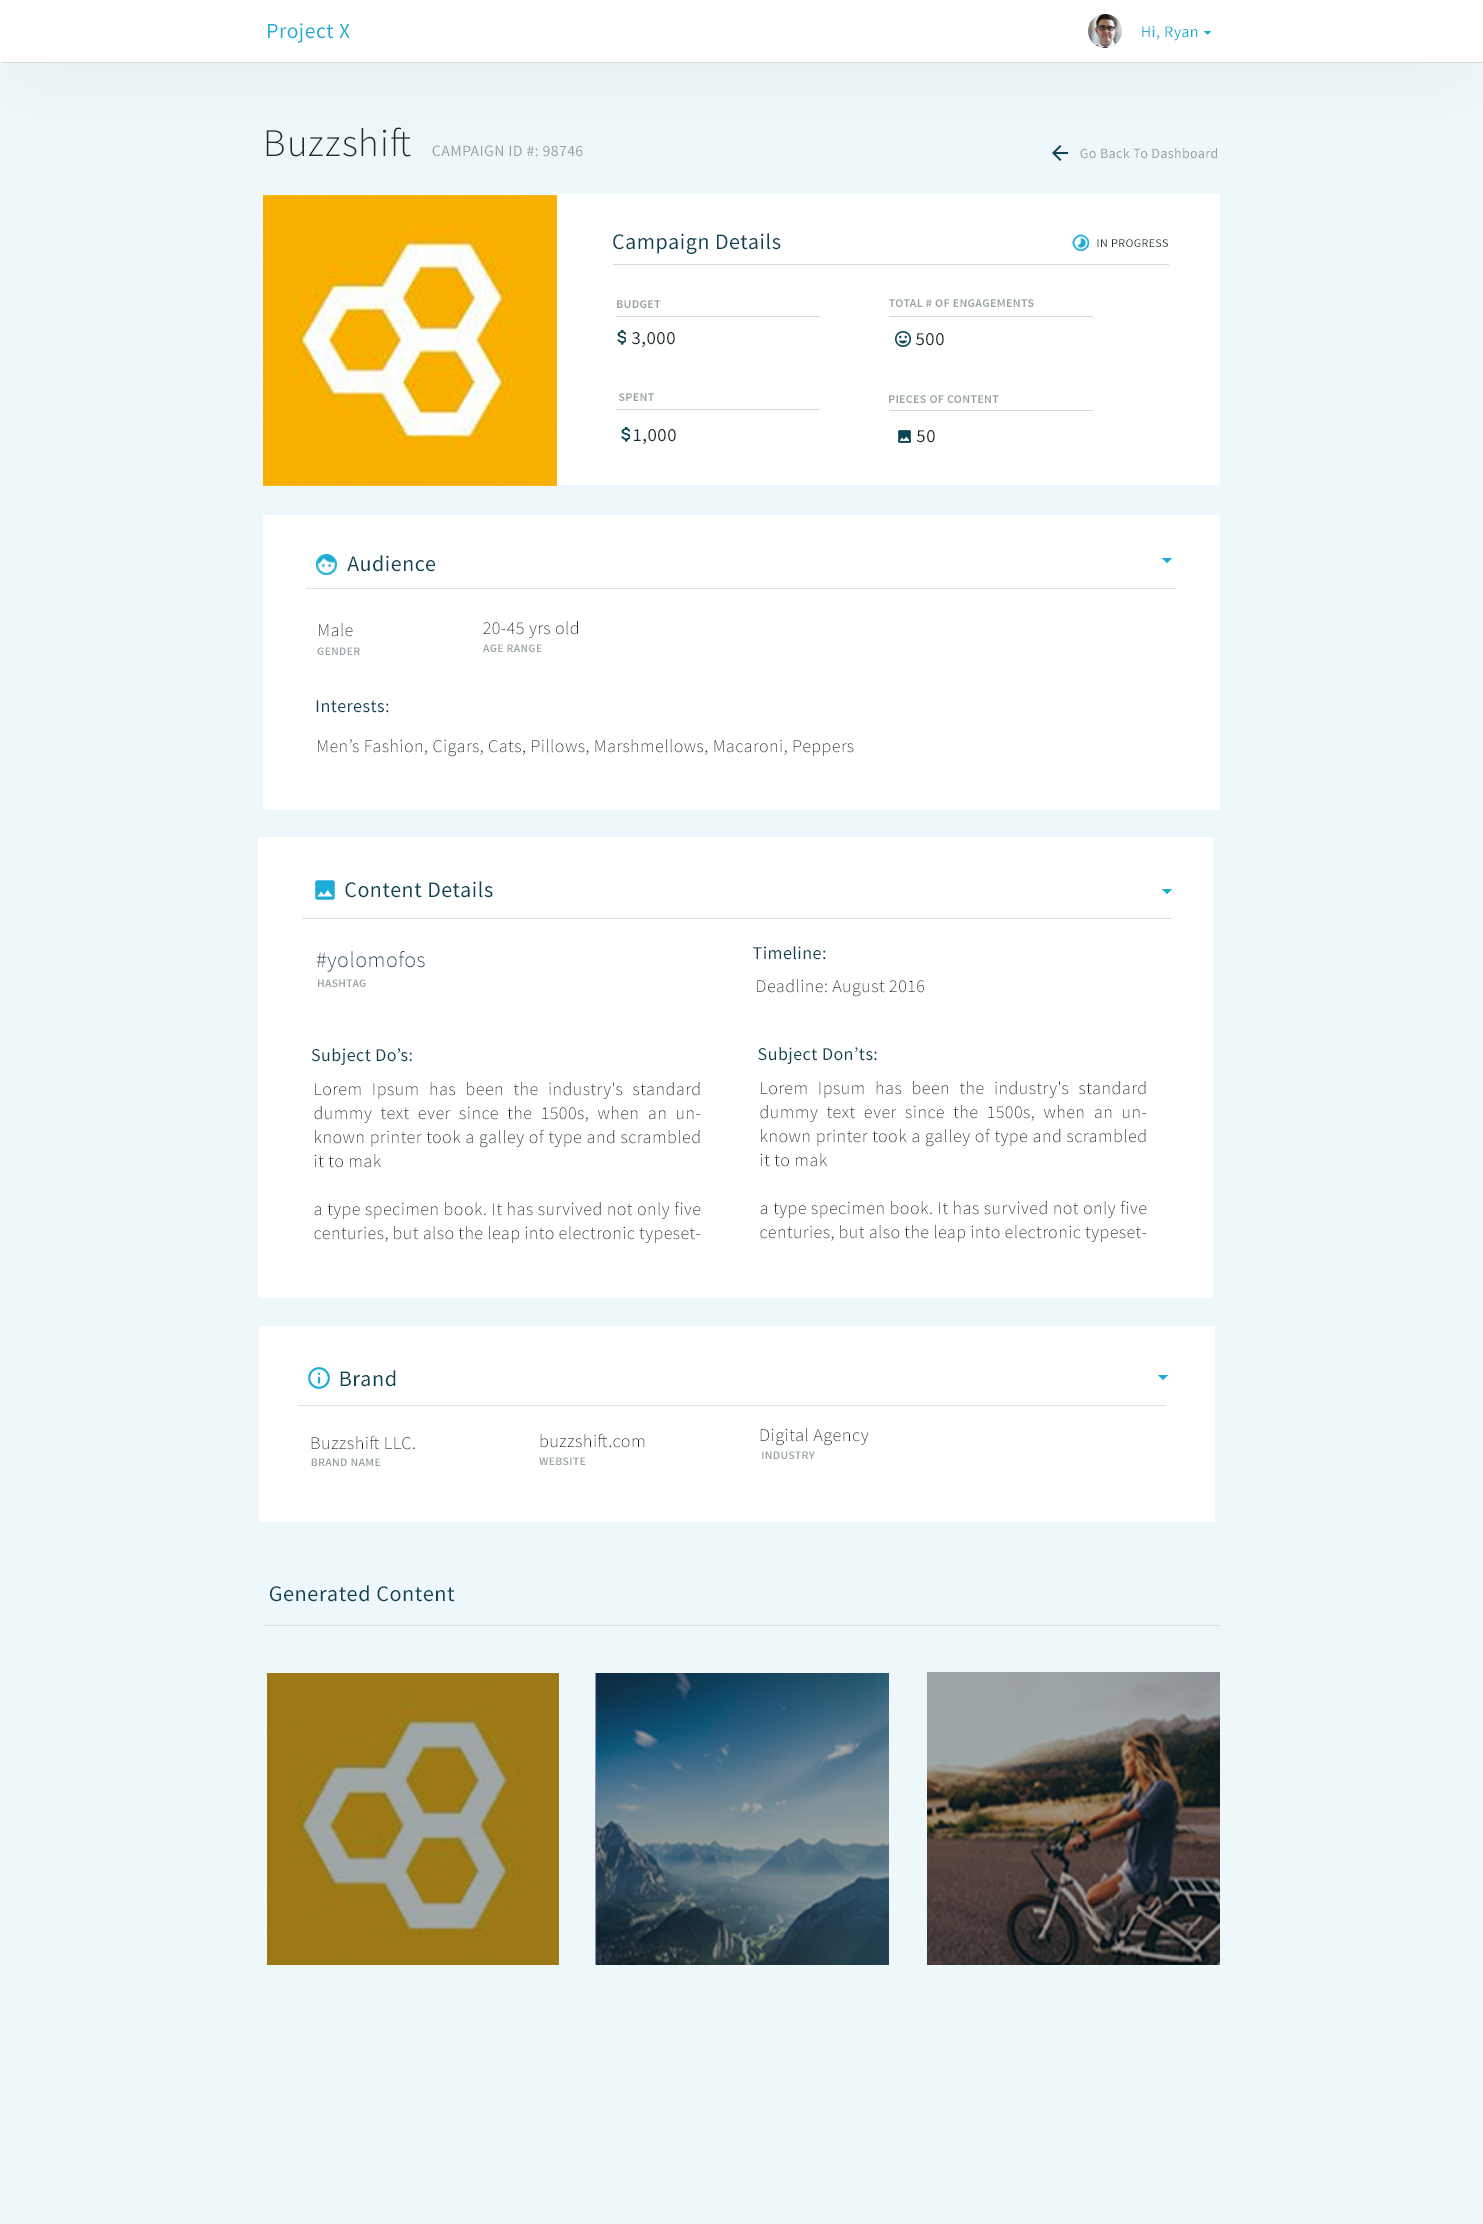 Project X
Hi, Ryan
Buzzshift CAMPAIGN ID #: 98746
Go Back To Dashboard
Campaign Details
IN PROGRESS
BUDGET
$ 3,000
TOTAL # OF ENGAGEMENTS
500
SPENT
$1,000
PIECES OF CONTENT
50
Audience
Male
GENDER
20-45 yrs old
AGE RANGE
Interests:
Men’s Fashion, Cigars, Cats, Pillows, Marshmellows, Macaroni, Peppers
Content Details
#yolomofos
HASHTAG
Timeline:
Deadline: August 2016
Subject Do’s:
Lorem Ipsum has been the industry's standard
dummy text ever since the 1500s, when an un-
known printer took a galley of type and scrambled
it to mak
a type specimen book. It has survived not only five
centuries, but also the leap into electronic typeset-
Subject Don’ts:
Lorem Ipsum has been the industry's standard
dummy text ever since the 1500s, when an un-
known printer took a galley of type and scrambled
it to mak
a type specimen book. It has survived not only five
centuries, but also the leap into electronic typeset-
Brand
Buzzshift LLC.
BRAND NAME
buzzshift.com
WEBSITE
Digital Agency
INDUSTRY
Generated Content